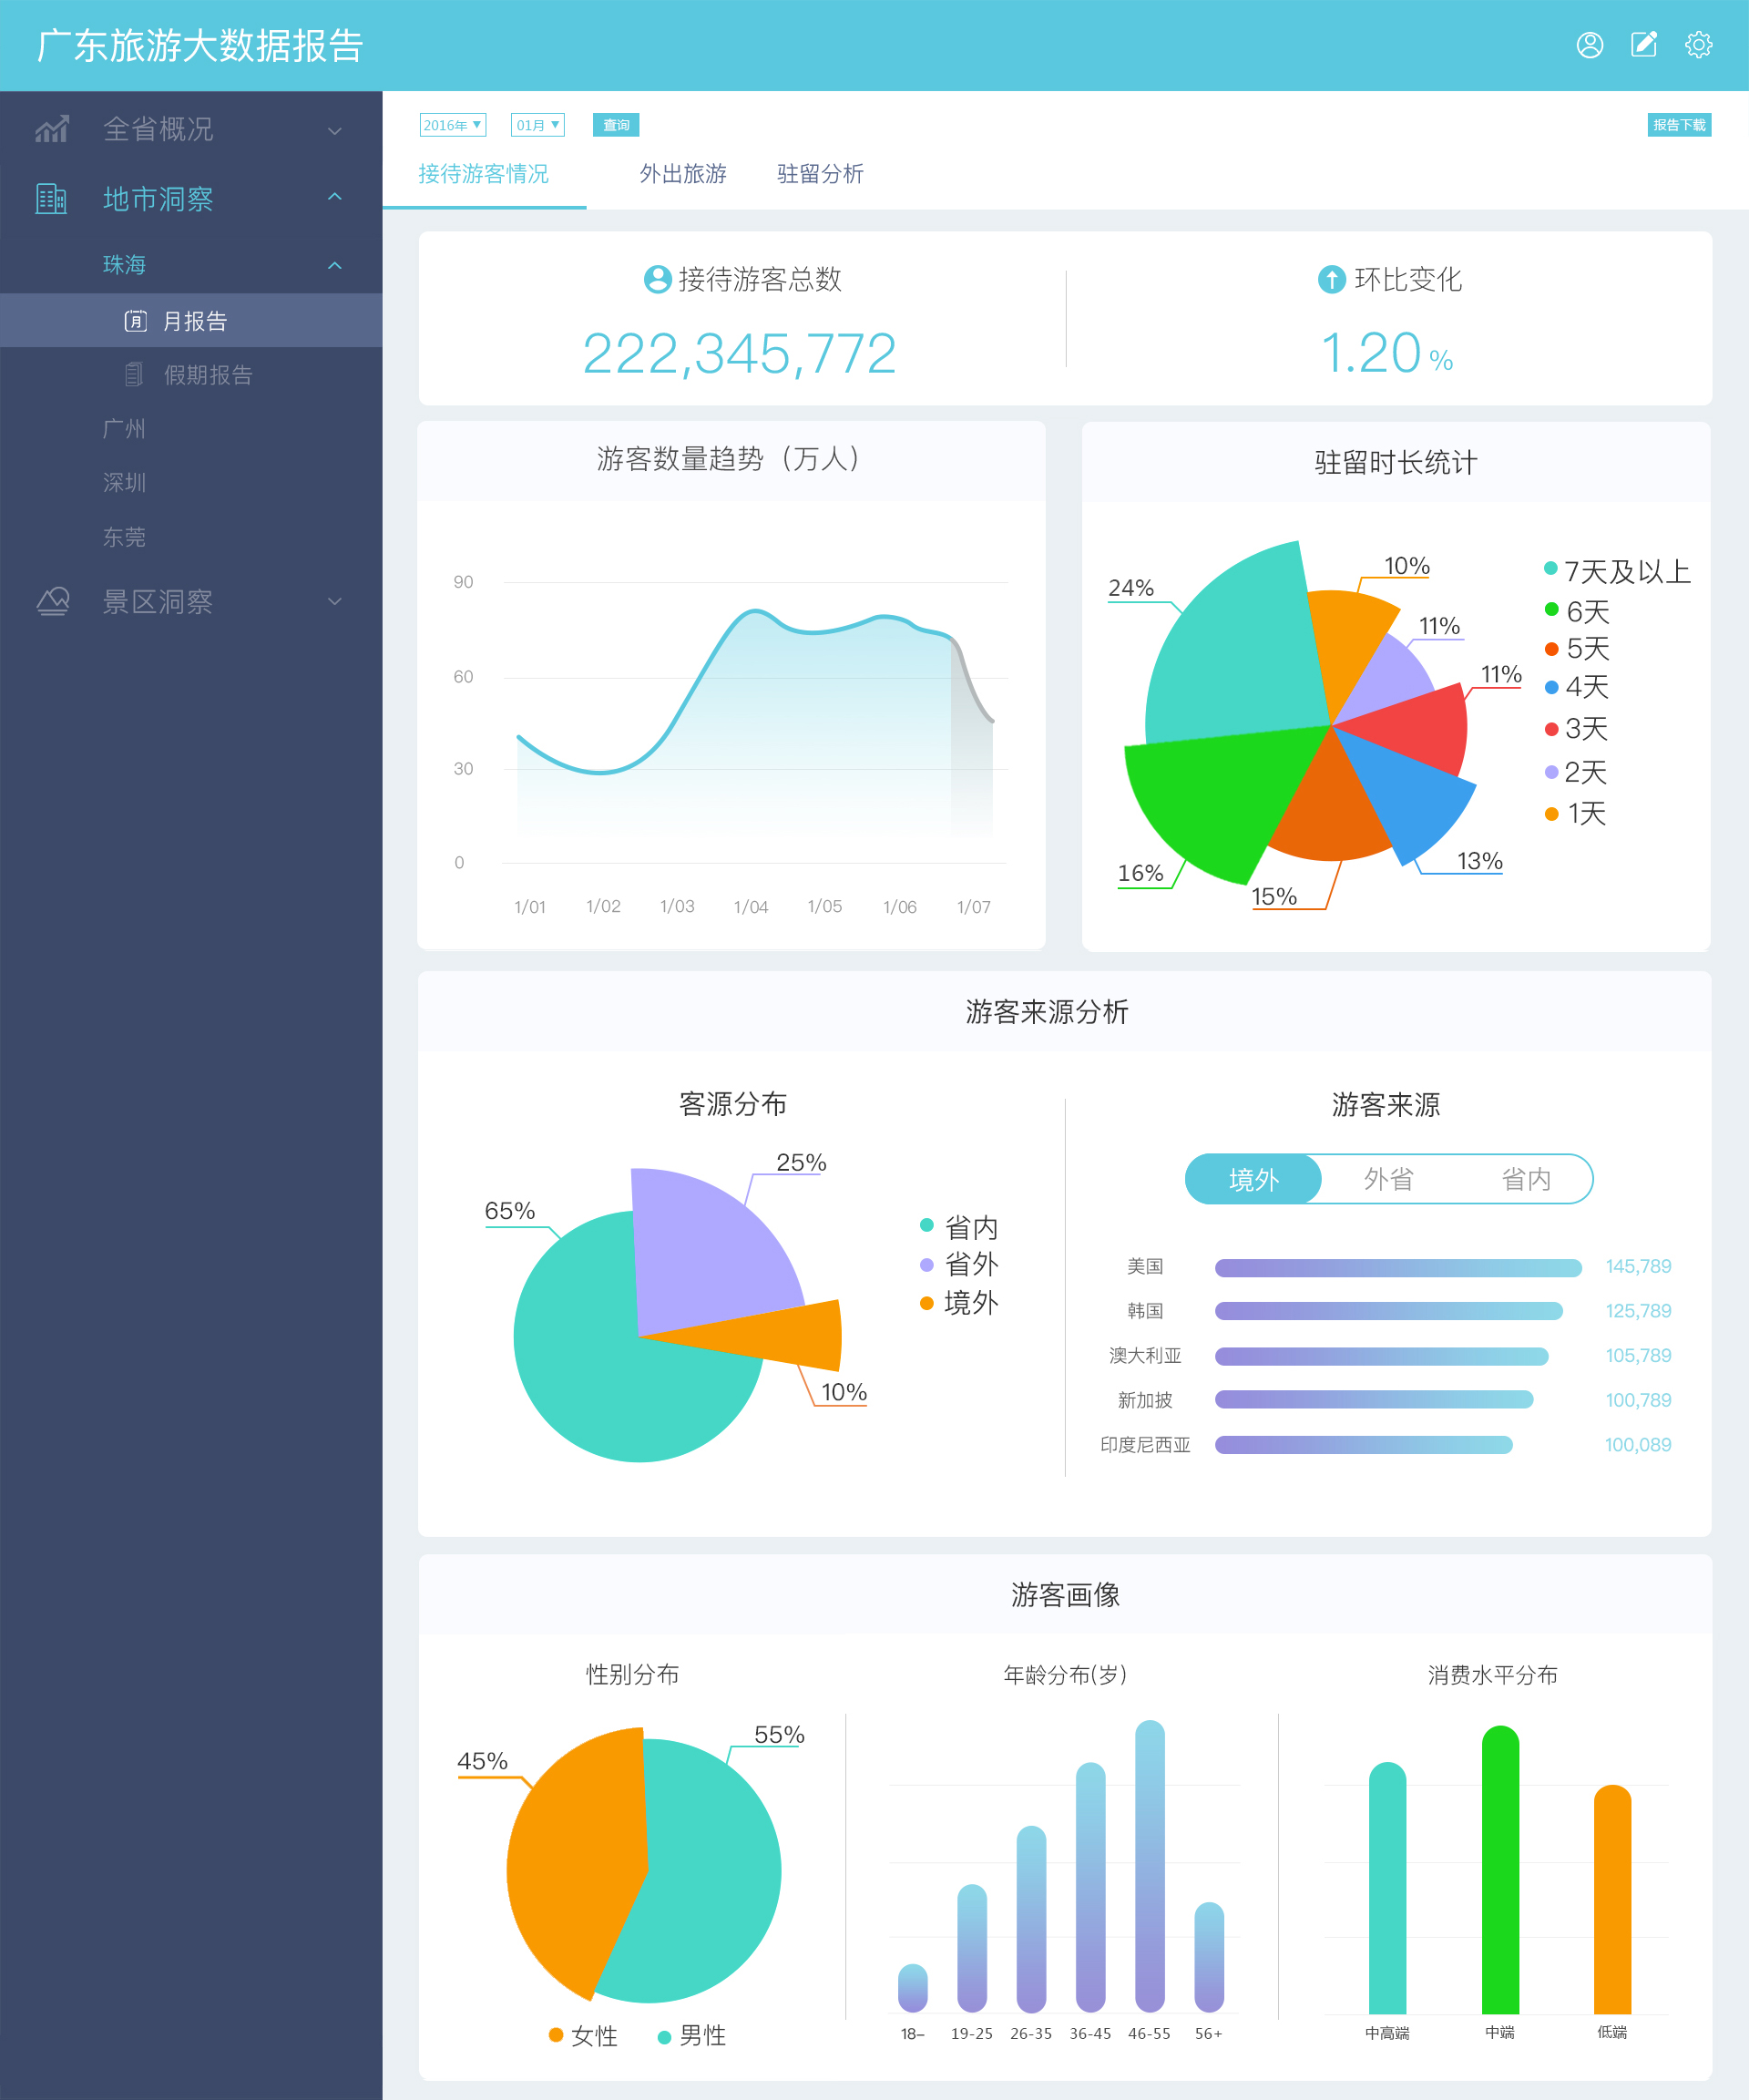 广东旅游大数据报告
全省概况
地市洞察
珠海
月 月报告
假期报告
广州
深圳
东莞
景区洞察
2016年 ▼ 01月 ▼ 查询 报告下载
接待游客情况 外出旅游 驻留分析
接待游客总数
222,345,772
环比变化
1.20 %
游客数量趋势（万人）
90
60
30
0
1/01 1/02 1/03 1/04 1/05 1/06 1/07
驻留时长统计
24%
10%
11%
11%
13%
15%
16%
7天及以上
6天
5天
4天
3天
2天
1天
游客来源分析
客源分布
25%
65%
10%
省内
省外
境外
游客来源
境外 外省 省内
美国 145,789
韩国 125,789
澳大利亚 105,789
新加披 100,789
印度尼西亚 100,089
游客画像
性别分布
55%
45%
女性 男性
年龄分布(岁)
18– 19-25 26-35 36-45 46-55 56+
消费水平分布
中高端 中端 低端